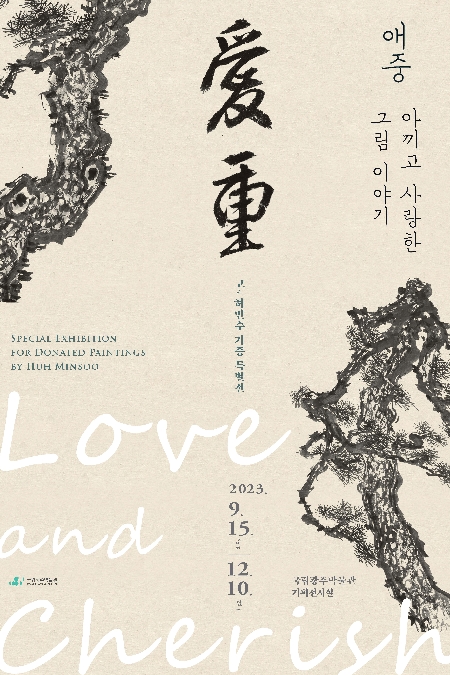 愛重
애중
아끼고 사랑한
그림 이야기
고 허민수 기증 특별전
SPECIAL EXHIBITION
FOR DONATED PAINTINGS
BY HUH MINSOO
Love
and
Cherish
2023.
9.
15.
12.
10.
국립광주박물관
기획전시실